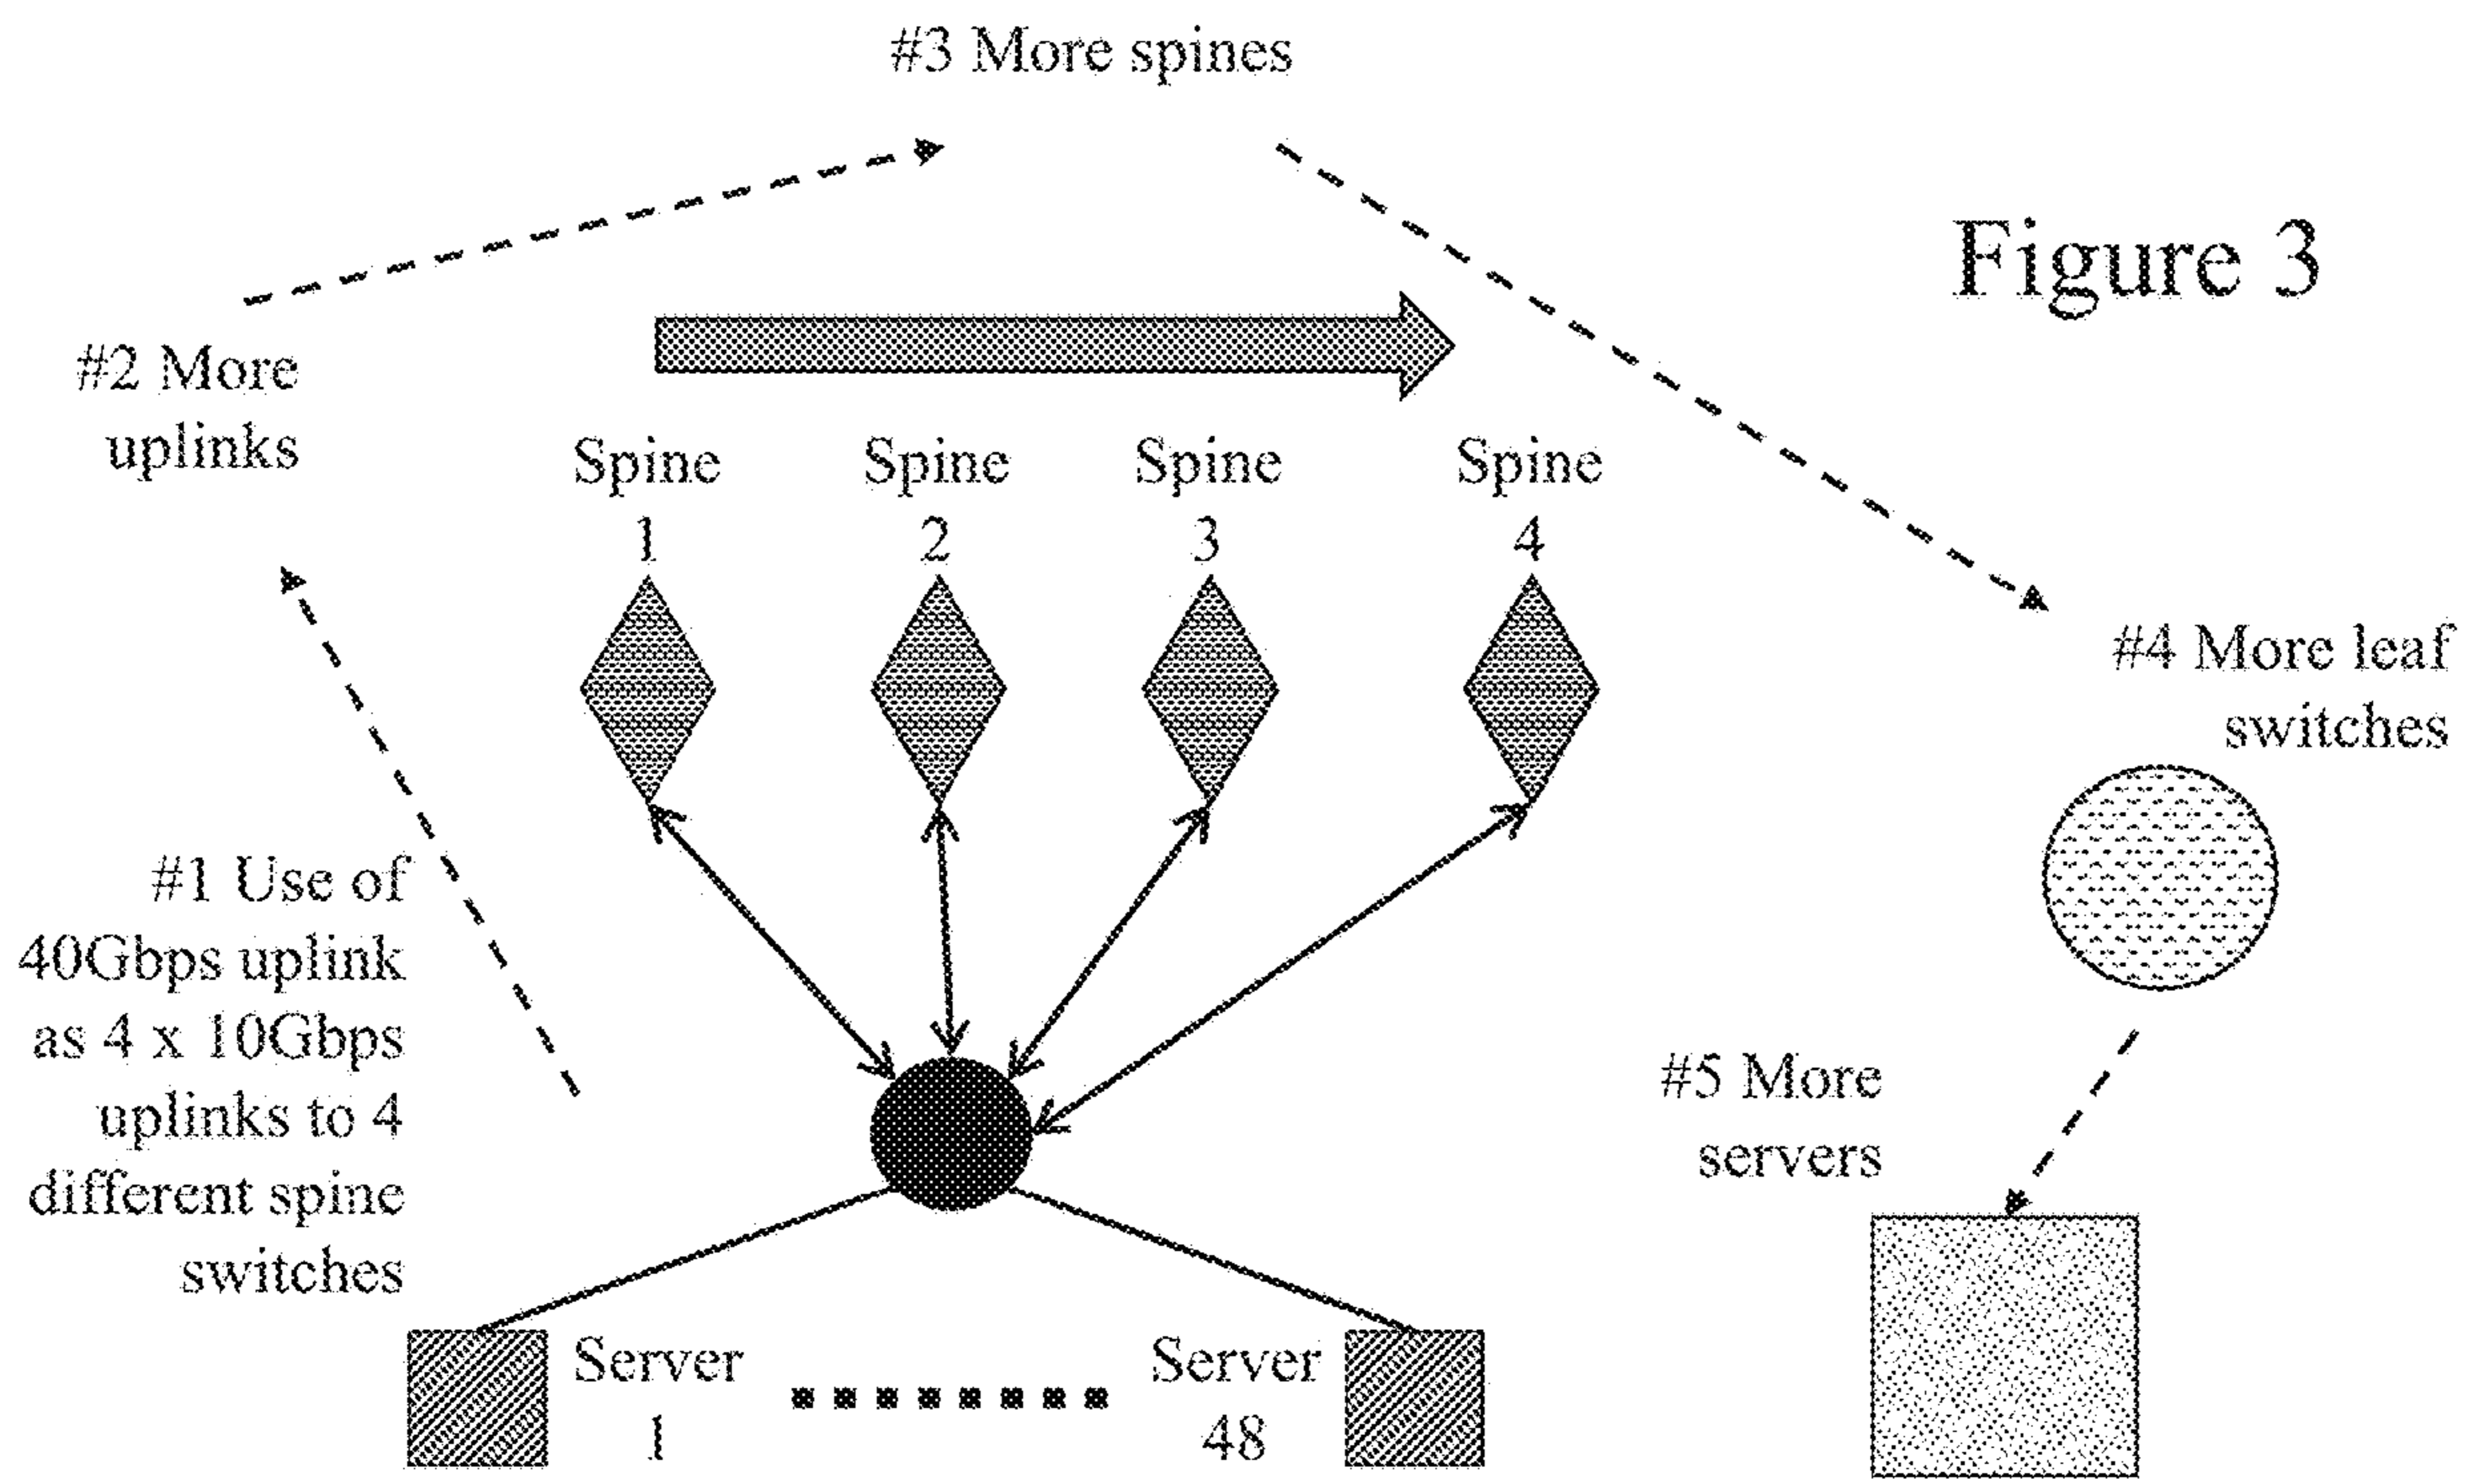 #3 More spines
Figure 3
#2 More
uplinks
Spine
1
Spine
2
Spine
3
Spine
4
#4 More leaf
switches
#1 Use of
40Gbps uplink
as 4 x 10Gbps
uplinks to 4
different spine
switches
#5 More
servers
Server
1
Server
48